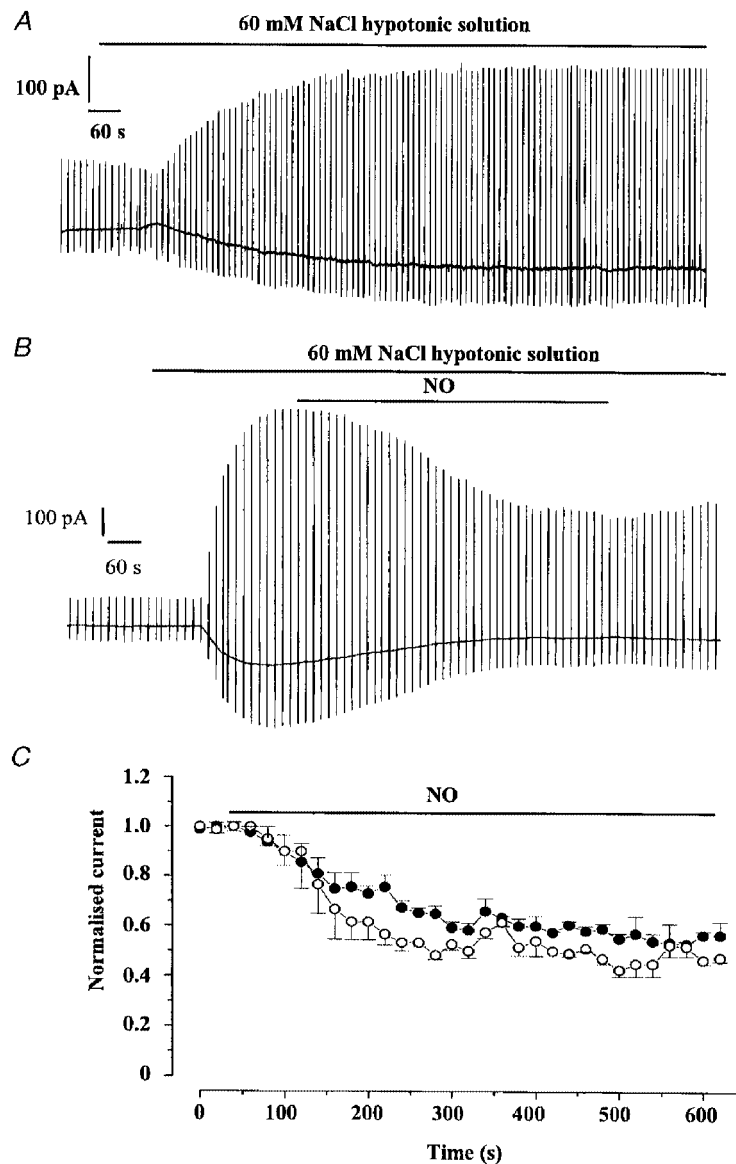 A
60 mM NaCl hypotonic solution
100 pA
60 s
B
60 mM NaCl hypotonic solution
NO
100 pA
60 s
C
NO
Normalised current
1.2
1.0
0.8
0.6
0.4
0.2
0
0 100 200 300 400 500 600
Time (s)